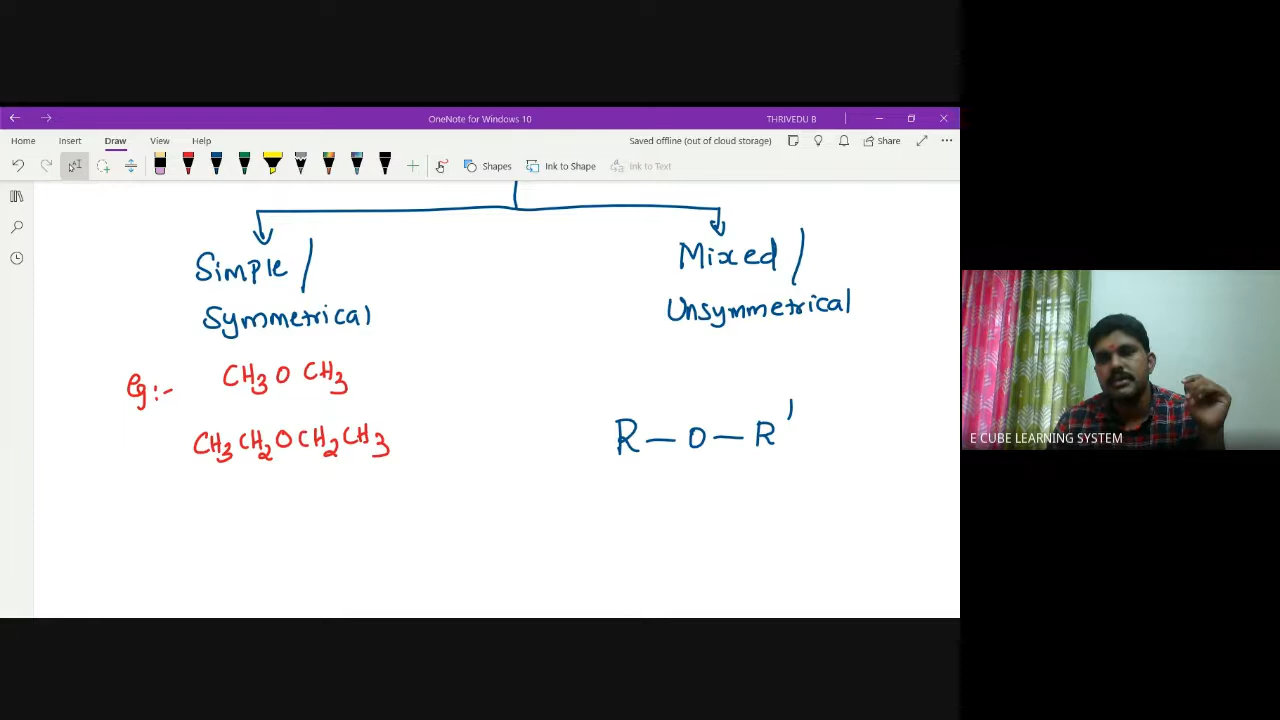 OneNote for Windows 10
THRIVEDU B
Home Insert Draw View Help
Saved offline (out of cloud storage)
Share
Shapes
Ink to Shape
Ink to Text
Simple /
Symmetrical
Mixed /
Unsymmetrical
Eg:-
CH3 O CH3
CH3 CH2 O CH2 CH3
R — O — R'
E CUBE LEARNING SYSTEM